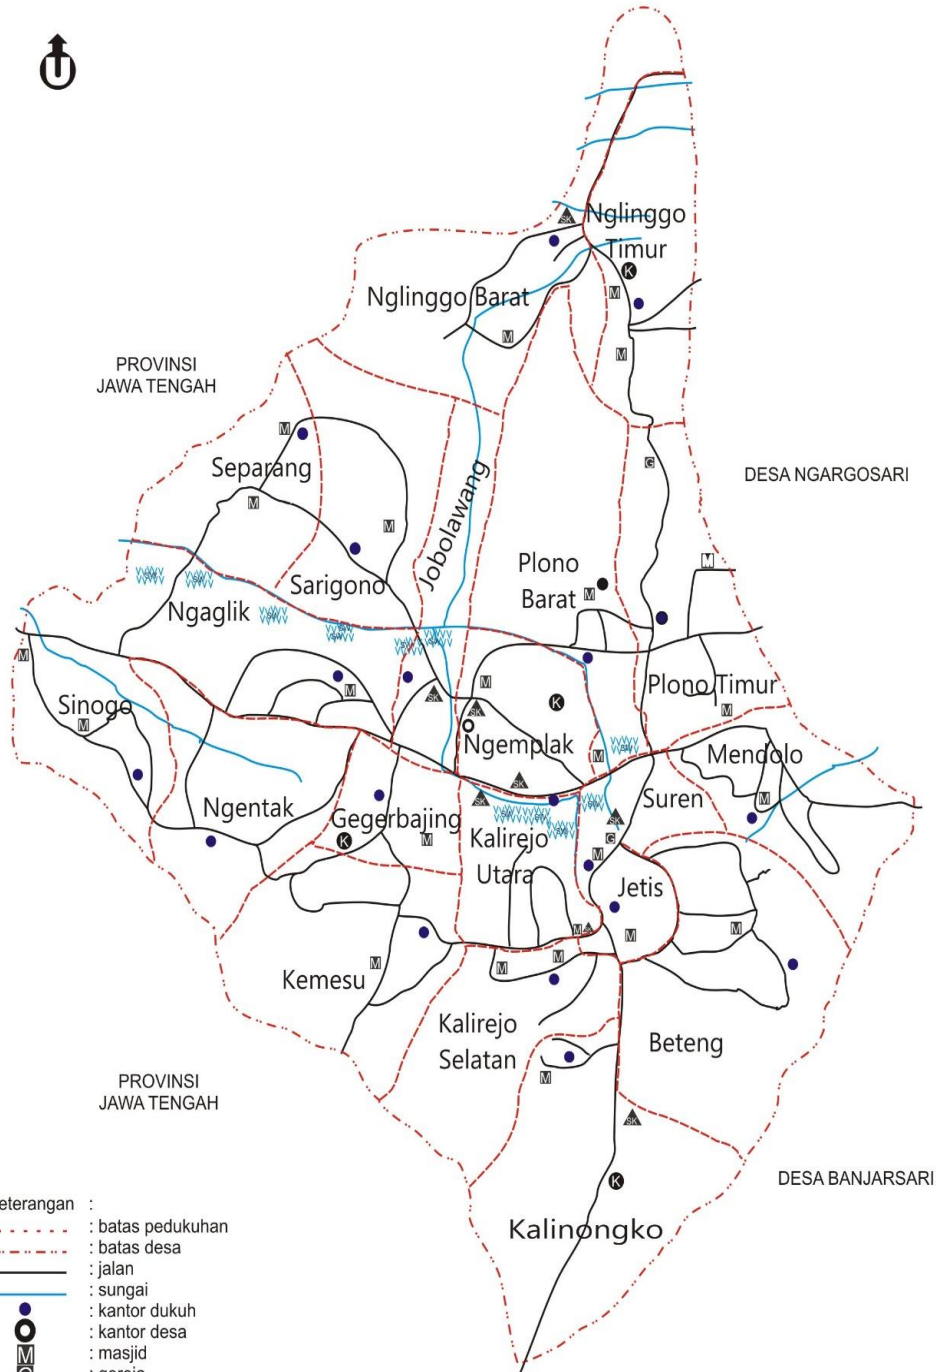 U
Nglinggo
Timur
Nglinggo Barat
PROVINSI
JAWA TENGAH
Separang
DESA NGARGOSARI
Jobolawang
Plono
Barat
Sarigono
Ngaglik
Plono Timur
Sinogo
Ngemplak
Mendolo
Ngentak
Suren
Gegerbajing
Kalirejo
Utara
Jetis
Kemesu
Kalirejo
Selatan
Beteng
PROVINSI
JAWA TENGAH
DESA BANJARSARI
Kalinongko
eterangan :
: batas pedukuhan
: batas desa
: jalan
: sungai
: kantor dukuh
: kantor desa
M : masjid